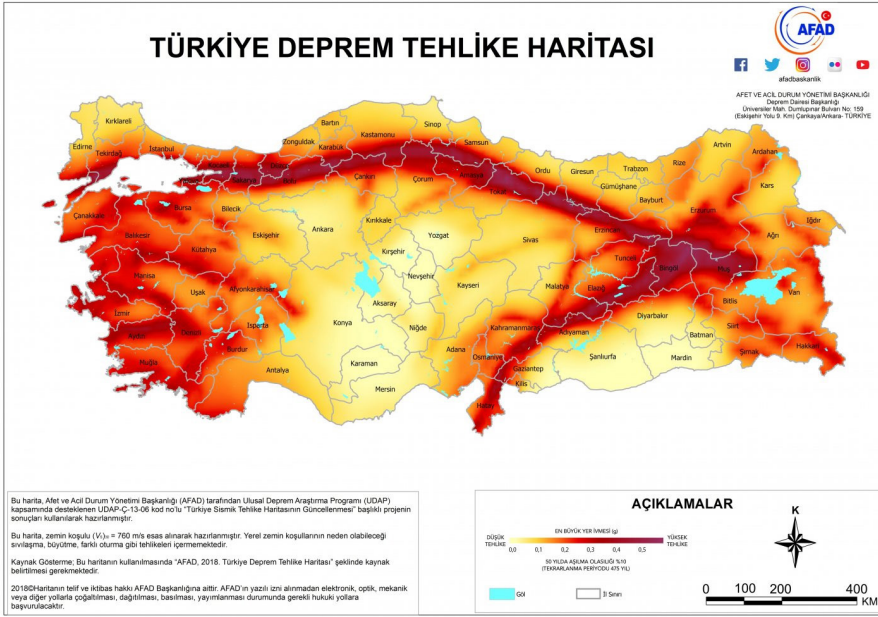 TÜRKİYE DEPREM TEHLİKE HARİTASI
AFAD
afadbaskanlik
AFET VE ACİL DURUM YÖNETİMİ BAŞKANLIĞI
Deprem Dairesi Başkanlığı
Üniversiler Mah. Dumlupınar Bulvarı No: 159
(Eskişehir Yolu 9. Km) Çankaya/Ankara- TÜRKİYE
Kırklareli
Edirne
Tekirdağ
İstanbul
Sakarya
Bolu
Zonguldak
Bartın
Karabük
Kastamonu
Sinop
Samsun
Çankırı
Çorum
Amasya
Tokat
Ordu
Giresun
Gümüşhane
Trabzon
Bayburt
Rize
Artvin
Ardahan
Kars
Iğdır
Ağrı
Erzurum
Erzincan
Çanakkale
Balıkesir
Bursa
Bilecik
Kütahya
Eskişehir
Ankara
Kırıkkale
Kırşehir
Yozgat
Sivas
Tunceli
Bingöl
Muş
Manisa
Uşak
Afyonkarahisar
Nevşehir
Kayseri
Malatya
Elazığ
Bitlis
Van
İzmir
Aydın
Denizli
Isparta
Burdur
Konya
Aksaray
Niğde
Kahramanmaraş
Adıyaman
Diyarbakır
Batman
Siirt
Şırnak
Hakkari
Muğla
Antalya
Karaman
Mersin
Adana
Osmaniye
Gaziantep
Kilis
Hatay
Şanlıurfa
Mardin
Bu harita, Afet ve Acil Durum Yönetimi Başkanlığı (AFAD) tarafından Ulusal Deprem Araştırma Programı (UDAP)
kapsamında desteklenen UDAP-Ç-13-06 kod no'lu "Türkiye Sismik Tehlike Haritasının Güncellenmesi" başlıklı projenin
sonuçları kullanılarak hazırlanmıştır.
Bu harita, zemin koşulu (Vₛ)₃₀ = 760 m/s esas alınarak hazırlanmıştır. Yerel zemin koşullarının neden olabileceği
sıvılaşma, büyütme, farklı oturma gibi tehlikeleri içermemektedir.
Kaynak Gösterme; Bu haritanın kullanılmasında "AFAD, 2018. Türkiye Deprem Tehlike Haritası" şeklinde kaynak
belirtilmesi gerekmektedir.
2018©Haritanın telif ve iktibas hakkı AFAD Başkanlığına aittir. AFAD'ın yazılı izni alınmadan elektronik, optik, mekanik
veya diğer yollarla çoğaltılması, dağıtılması, basılması, yayımlanması durumunda gerekli hukuki yollara
başvurulacaktır.
AÇIKLAMALAR
EN BÜYÜK YER İVMESİ (g)
DÜŞÜK TEHLİKE
0,0 0,1 0,2 0,3 0,4 0,5
YÜKSEK TEHLİKE
50 YILDA AŞILMA OLASILIĞI %10
(TEKRARLANMA PERİYODU 475 YIL)
Göl
İl Sınırı
K
0 100 200 400
KM